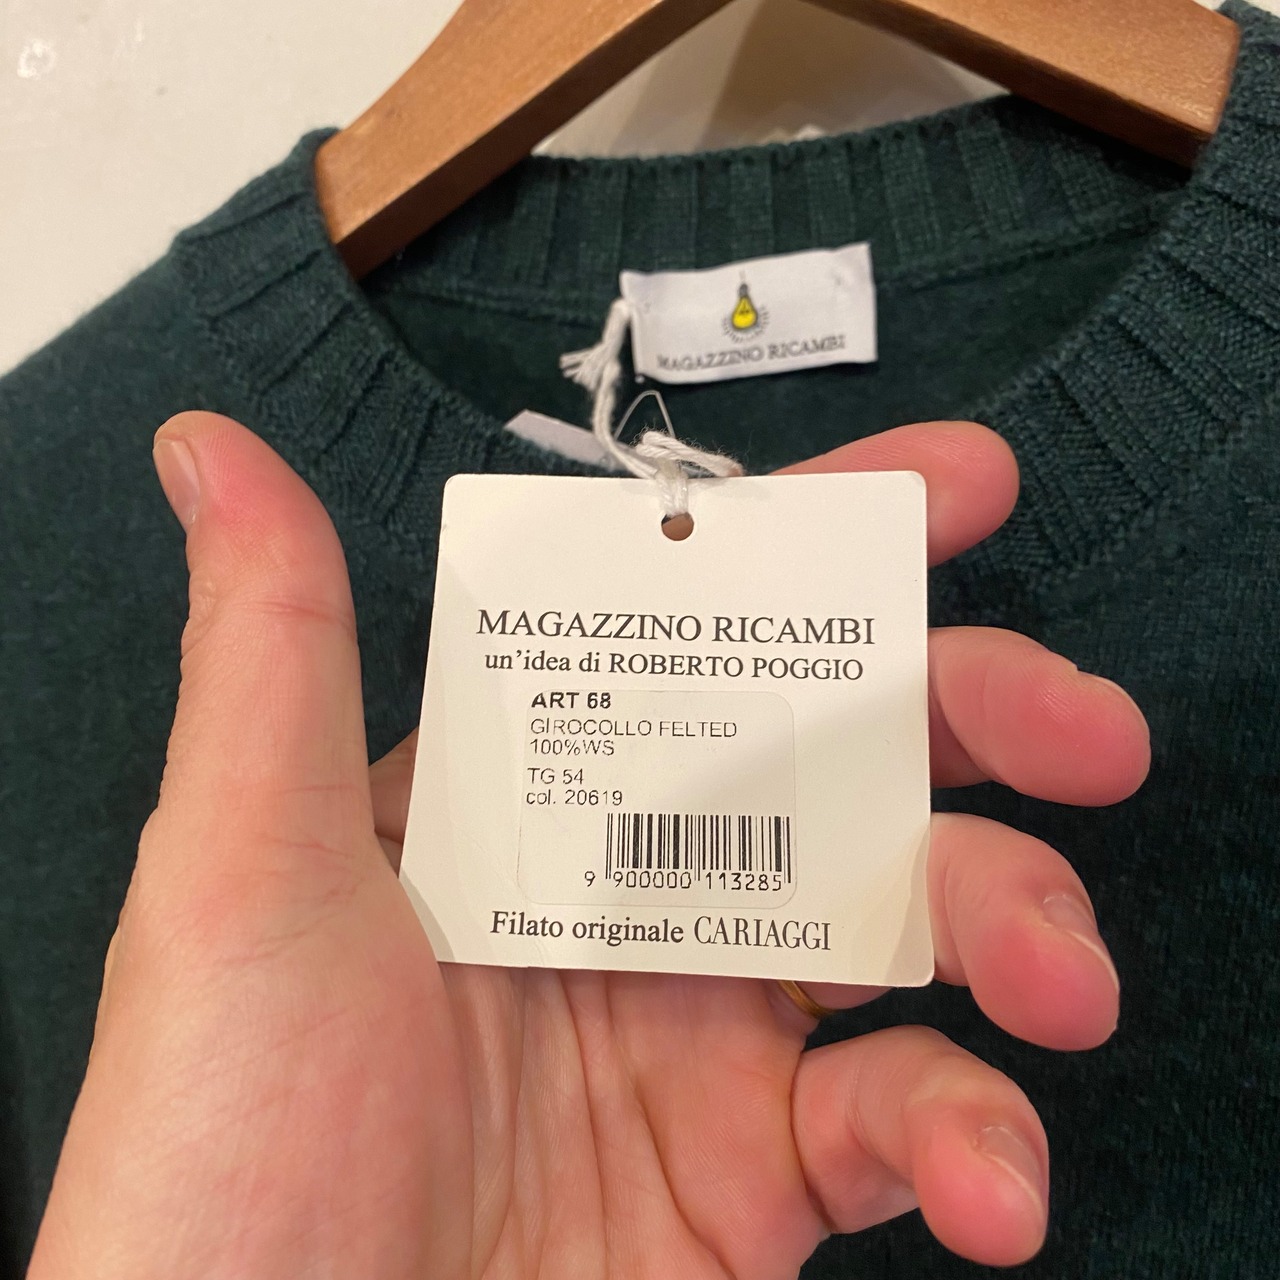 MAGAZZINO RICAMBI
MAGAZZINO RICAMBI
un'idea di ROBERTO POGGIO
ART 68
GIROCOLLO FELTED
100%WS
TG 54
col. 20619
9 900000 113285
Filato originale CARIAGGI